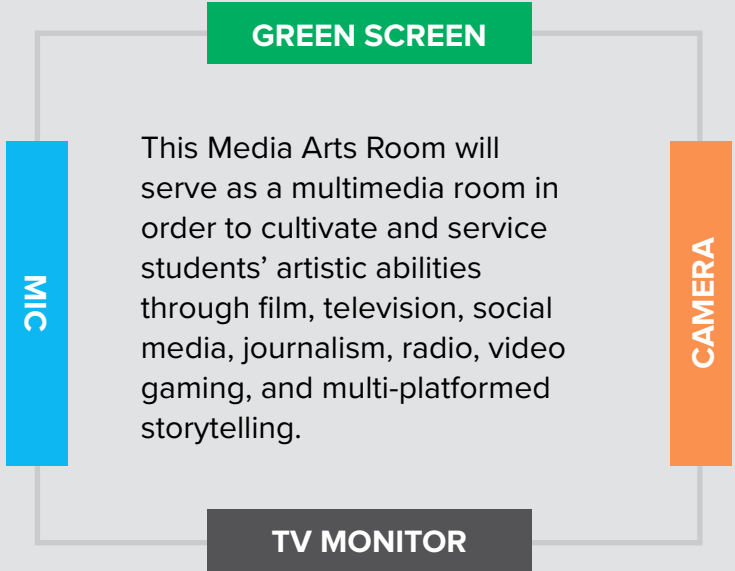 GREEN SCREEN
This Media Arts Room will
serve as a multimedia room in
order to cultivate and service
students’ artistic abilities
through film, television, social
media, journalism, radio, video
gaming, and multi-platformed
storytelling.
MIC
CAMERA
TV MONITOR